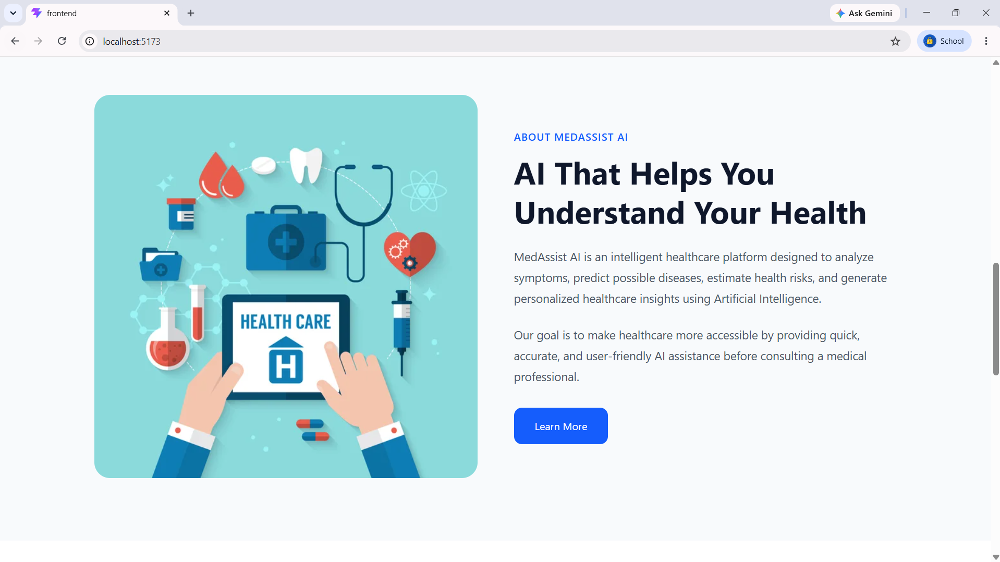 frontend
Ask Gemini
localhost:5173
School
HEALTH CARE
H
ABOUT MEDASSIST AI
AI That Helps You
Understand Your Health
MedAssist AI is an intelligent healthcare platform designed to analyze
symptoms, predict possible diseases, estimate health risks, and generate
personalized healthcare insights using Artificial Intelligence.
Our goal is to make healthcare more accessible by providing quick,
accurate, and user-friendly AI assistance before consulting a medical
professional.
Learn More